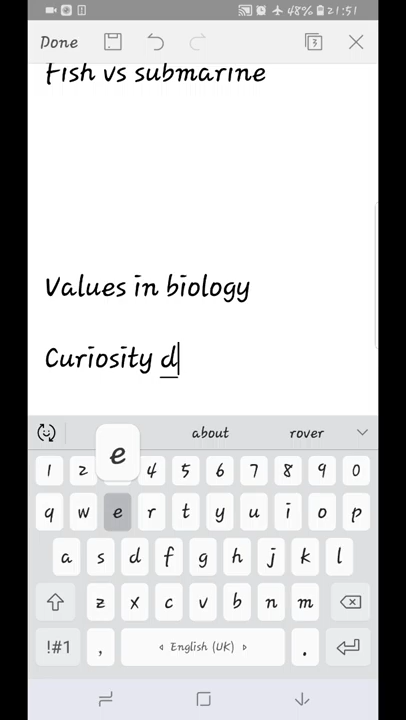 48% 21:51
Done 3
Fish vs submarine
Values in biology
Curiosity d
about rover
e
1 2 4 5 6 7 8 9 0
q w e r t y u i o p
a s d f g h j k l
z x c v b n m
!#1 , English (UK) .